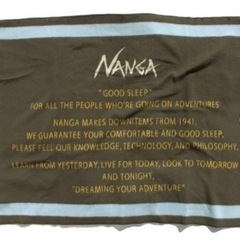 NANGA
"GOOD SLEEP"
FOR ALL THE PEOPLE WHO'RE GOING ON ADVENTURES
NANGA MAKES DOWNITEMS FROM 1941.
WE GUARANTEE YOUR COMFORTABLE AND GOOD SLEEP.
PLEASE FEEL OUR KNOWLEDGE, TECHNOLOGY, AND PHILOSOPHY.
LEARN FROM YESTERDAY, LIVE FOR TODAY, LOOK TO TOMORROW
AND TONIGHT,
"DREAMING YOUR ADVENTURE"